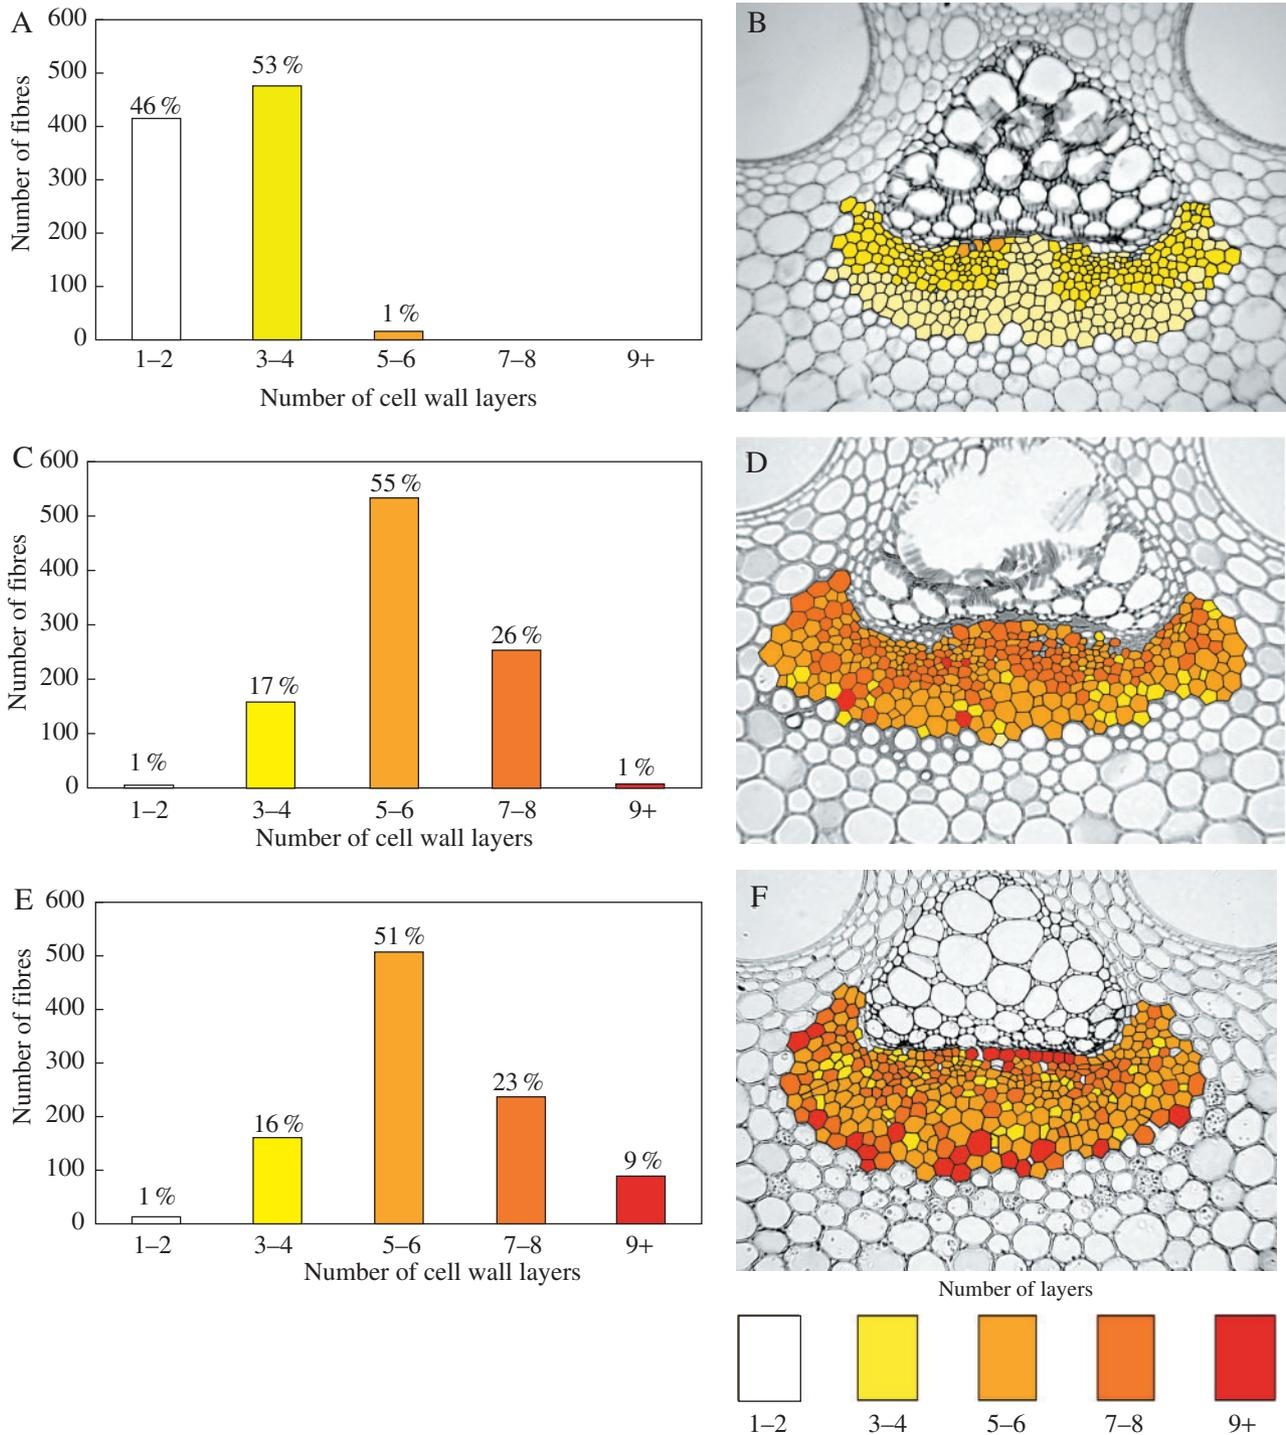 A
600
500
400
300
200
100
0
Number of fibres
46 %
53 %
1 %
1–2 3–4 5–6 7–8 9+
Number of cell wall layers
B
C
600
500
400
300
200
100
0
Number of fibres
1 %
17 %
55 %
26 %
1 %
1–2 3–4 5–6 7–8 9+
Number of cell wall layers
D
E
600
500
400
300
200
100
0
Number of fibres
1 %
16 %
51 %
23 %
9 %
1–2 3–4 5–6 7–8 9+
Number of cell wall layers
F
Number of layers
1–2 3–4 5–6 7–8 9+